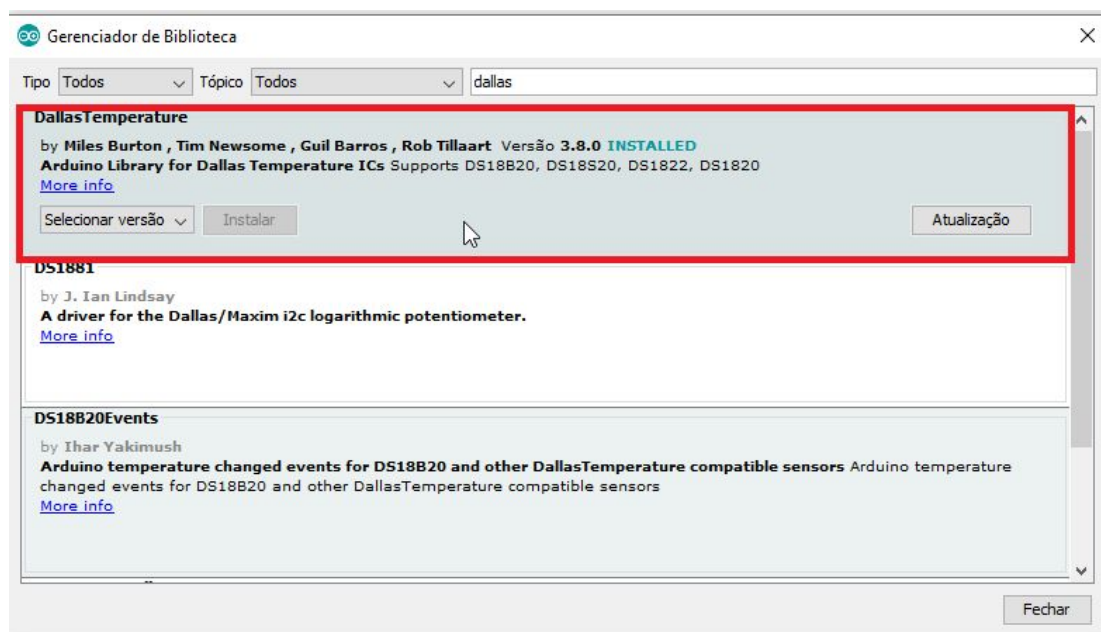 Gerenciador de Biblioteca
Tipo Todos Tópico Todos dallas
DallasTemperature
by Miles Burton , Tim Newsome , Guil Barros , Rob Tillaart Versão 3.8.0 INSTALLED
Arduino Library for Dallas Temperature ICs Supports DS18B20, DS18S20, DS1822, DS1820
More info
Selecionar versão Instalar Atualização
DS1881
by J. Ian Lindsay
A driver for the Dallas/Maxim i2c logarithmic potentiometer.
More info
DS18B20Events
by Ihar Yakimush
Arduino temperature changed events for DS18B20 and other DallasTemperature compatible sensors Arduino temperature
changed events for DS18B20 and other DallasTemperature compatible sensors
More info
Fechar